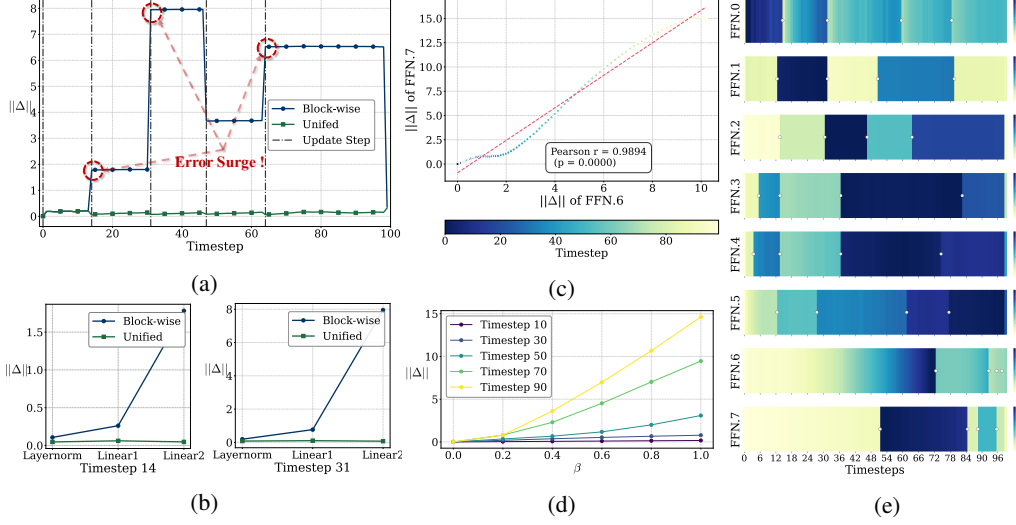 8
7
6
5
||Δ||
4
3
2
1
0
Block-wise
Unifed
Update Step
Error Surge !
0 20 40 60 80 100
Timestep
(a)
1.5
1.0
0.5
0.0
||Δ||
Block-wise
Unified
Layernorm Linear1 Linear2
Timestep 14
8
6
4
2
0
||Δ||
Block-wise
Unified
Layernorm Linear1 Linear2
Timestep 31
(b)
15.0
12.5
10.0
7.5
5.0
2.5
0.0
||Δ|| of FFN.7
Pearson r = 0.9894
(p = 0.0000)
0 2 4 6 8 10
||Δ|| of FFN.6
0 20 40 60 80
Timestep
(c)
15
10
5
0
||Δ||
Timestep 10
Timestep 30
Timestep 50
Timestep 70
Timestep 90
0.0 0.2 0.4 0.6 0.8 1.0
β
(d)
FFN.0
FFN.1
FFN.2
FFN.3
FFN.4
FFN.5
FFN.6
FFN.7
0 6 12 18 24 30 36 42 48 54 60 66 72 78 84 90 96
Timesteps
(e)